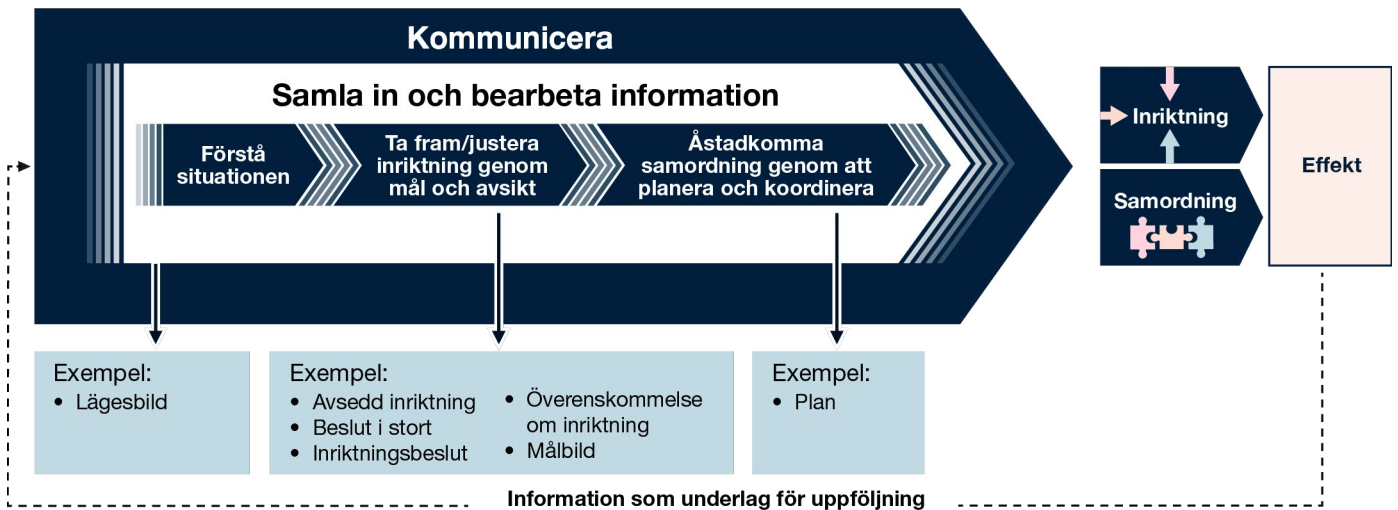 Kommunicera
Samla in och bearbeta information
Förstå
situationen
Ta fram/justera
inriktning genom
mål och avsikt
Åstadkomma
samordning genom att
planera och koordinera
Inriktning
Samordning
Effekt
Exempel:
• Lägesbild
Exempel:
• Avsedd inriktning
• Beslut i stort
• Inriktningsbeslut
• Överenskommelse
om inriktning
• Målbild
Exempel:
• Plan
Information som underlag för uppföljning